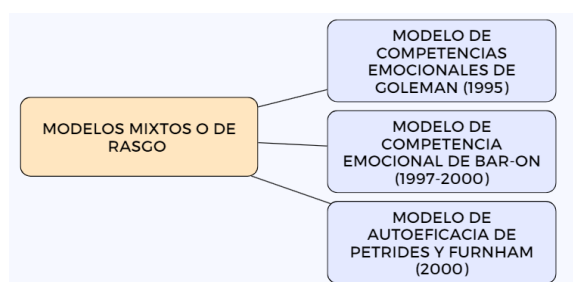 MODELOS MIXTOS O DE
RASGO
MODELO DE
COMPETENCIAS
EMOCIONALES DE
GOLEMAN (1995)
MODELO DE
COMPETENCIA
EMOCIONAL DE BAR-ON
(1997-2000)
MODELO DE
AUTOEFICACIA DE
PETRIDES Y FURNHAM
(2000)